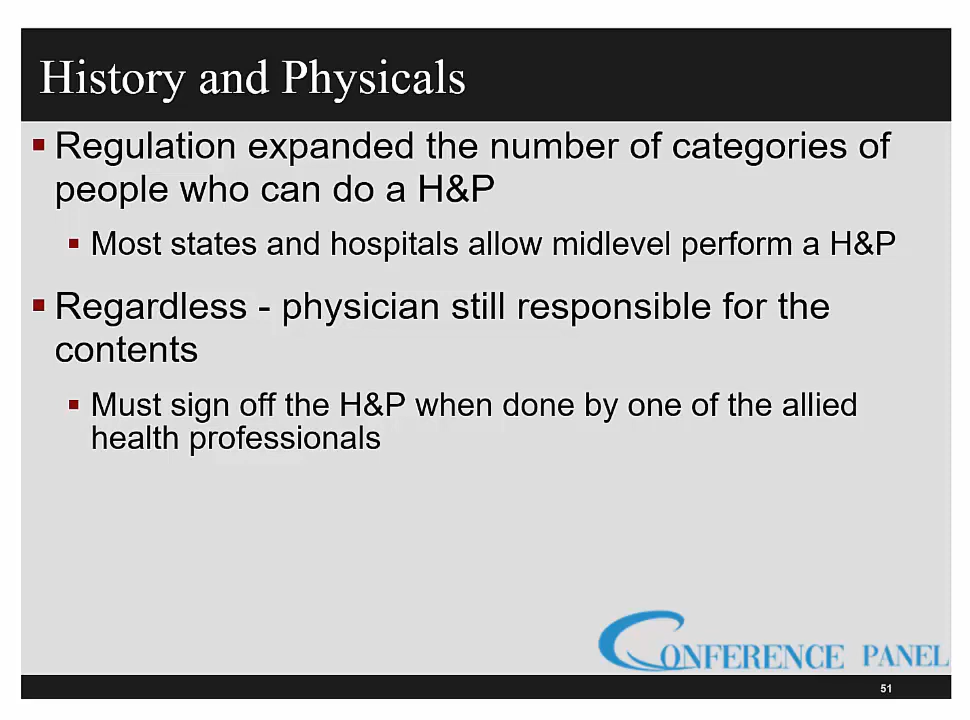 History and Physicals
Regulation expanded the number of categories of
people who can do a H&P
Most states and hospitals allow midlevel perform a H&P
Regardless - physician still responsible for the
contents
Must sign off the H&P when done by one of the allied
health professionals
CONFERENCE PANEL
51